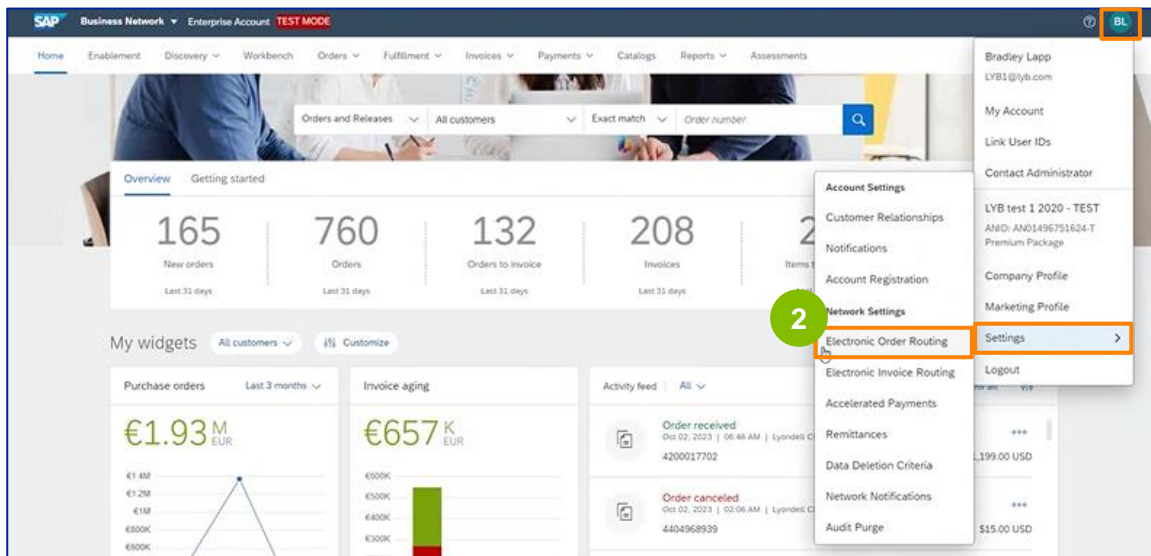 SAP Business Network Enterprise Account TEST MODE
BL
Home Enablement Discovery Workbench Orders Fulfillment Invoices Payments Catalogs Reports Assessments
Orders and Releases All customers Exact match Order number
Bradley Lapp
LYB1@lyb.com
My Account
Link User IDs
Contact Administrator
LYB test 1 2020 - TEST
ANID: AN01496751624-T
Premium Package
Company Profile
Marketing Profile
Settings
Logout
Account Settings
Customer Relationships
Notifications
Account Registration
Network Settings
2
Electronic Order Routing
Electronic Invoice Routing
Accelerated Payments
Remittances
Data Deletion Criteria
Network Notifications
Audit Purge
Overview Getting started
165 760 132 208 2
New orders Orders Orders to invoice Invoices Items
Last 31 days Last 31 days Last 31 days Last 31 days
My widgets All customers Customize
Purchase orders Last 3 months
€1.93 M
EUR
€1.4M
€1.2M
€1M
€800K
€600K
Invoice aging
€657 K
EUR
€600K
€500K
€400K
€300K
Activity feed All
Order received
Oct 02, 2023 | 06:46 AM | Lyondell
4200017702
,199.00 USD
Order canceled
Oct 02, 2023 | 02:06 AM | Lyondell
4404968939
$15.00 USD